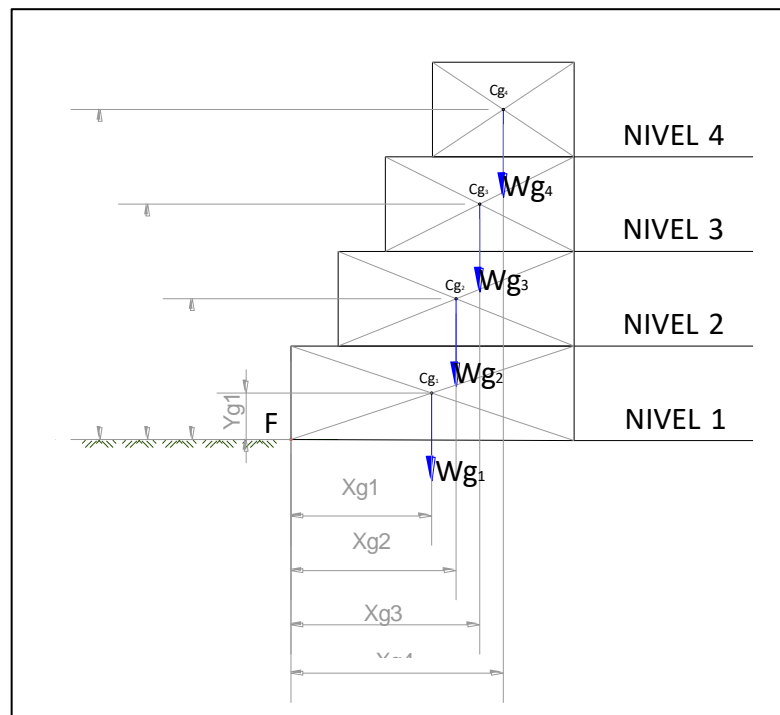 Cg₄
NIVEL 4
Wg₄
Cg₃
NIVEL 3
Wg₃
Cg₂
NIVEL 2
Wg₂
Cg₁
Yg1
F
NIVEL 1
Wg₁
Xg1
Xg2
Xg3